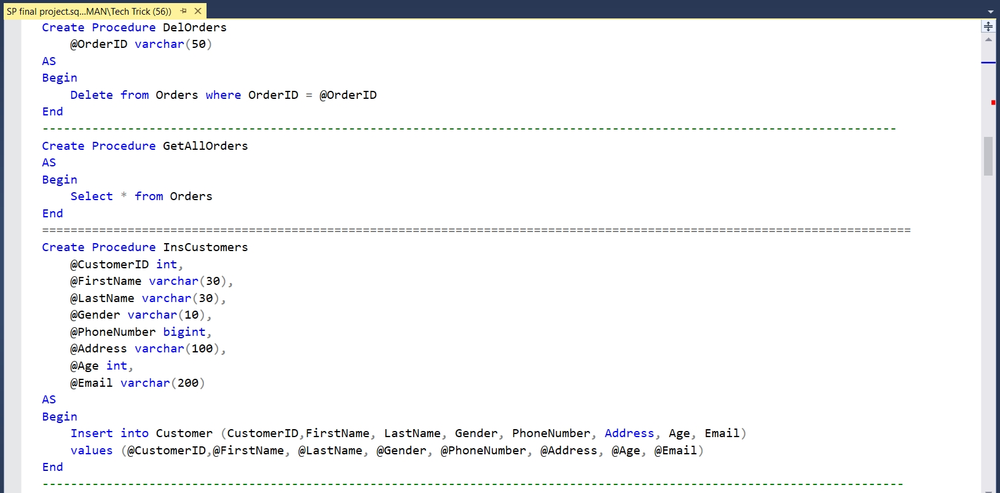 SP final project.sq...MAN\Tech Trick (56))
Create Procedure DelOrders
@OrderID varchar(50)
AS
Begin
Delete from Orders where OrderID = @OrderID
End
------------------------------------------------------------------------------------------------------------------------
Create Procedure GetAllOrders
AS
Begin
Select * from Orders
End
==========================================================================================================================
Create Procedure InsCustomers
@CustomerID int,
@FirstName varchar(30),
@LastName varchar(30),
@Gender varchar(10),
@PhoneNumber bigint,
@Address varchar(100),
@Age int,
@Email varchar(200)
AS
Begin
Insert into Customer (CustomerID,FirstName, LastName, Gender, PhoneNumber, Address, Age, Email)
values (@CustomerID,@FirstName, @LastName, @Gender, @PhoneNumber, @Address, @Age, @Email)
End
-------------------------------------------------------------------------------------------------------------------------